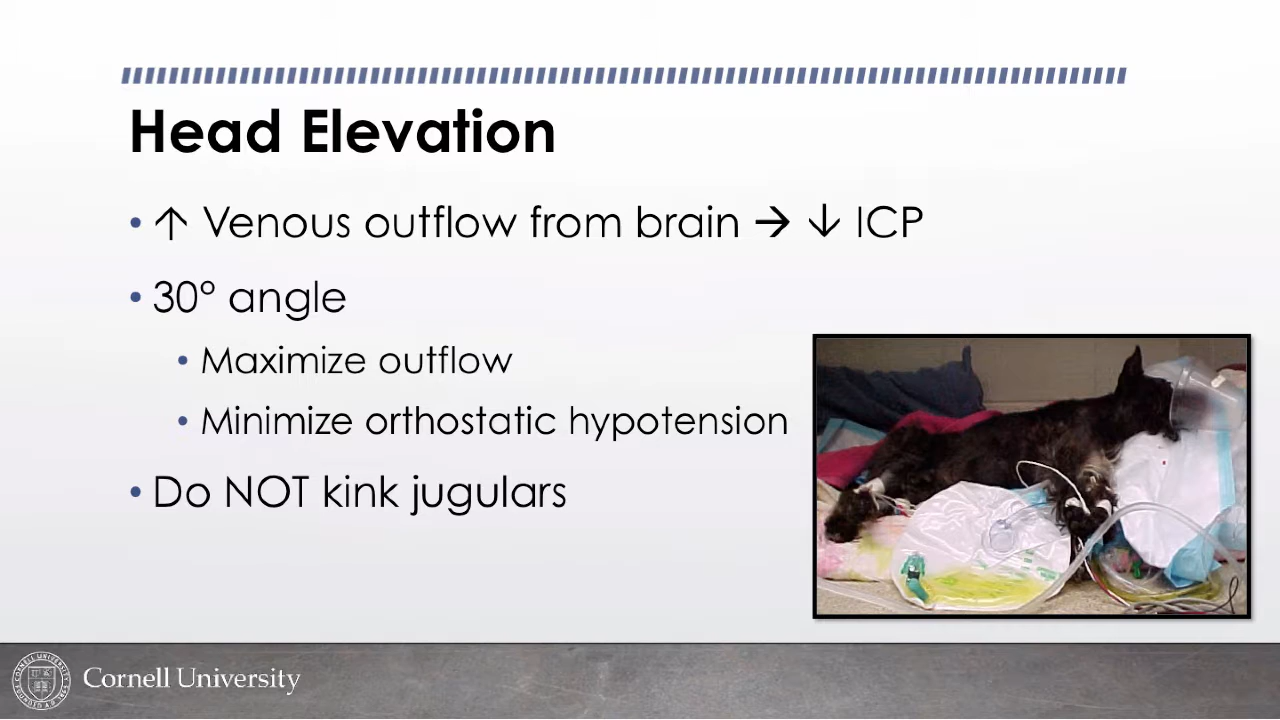 Head Elevation
• ↑ Venous outflow from brain → ↓ ICP
• 30° angle
• Maximize outflow
• Minimize orthostatic hypotension
• Do NOT kink jugulars
Cornell University